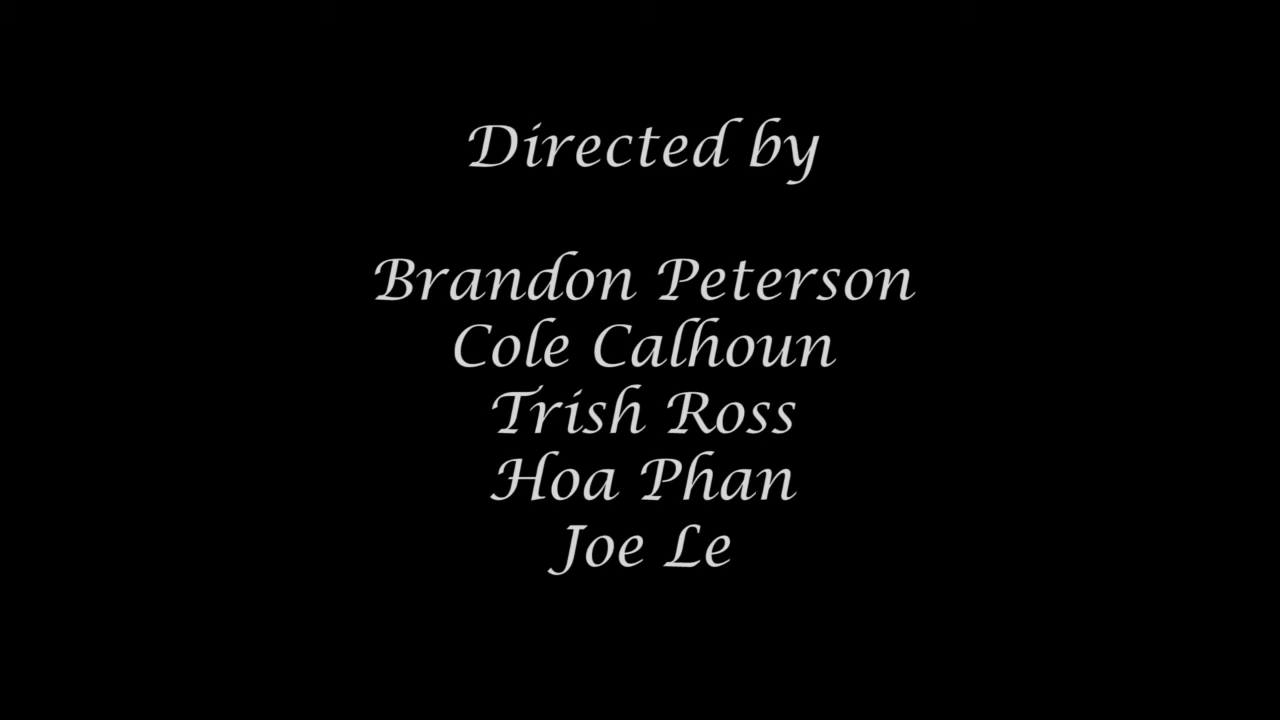 Directed by
Brandon Peterson
Cole Calhoun
Trish Ross
Hoa Phan
Joe Le